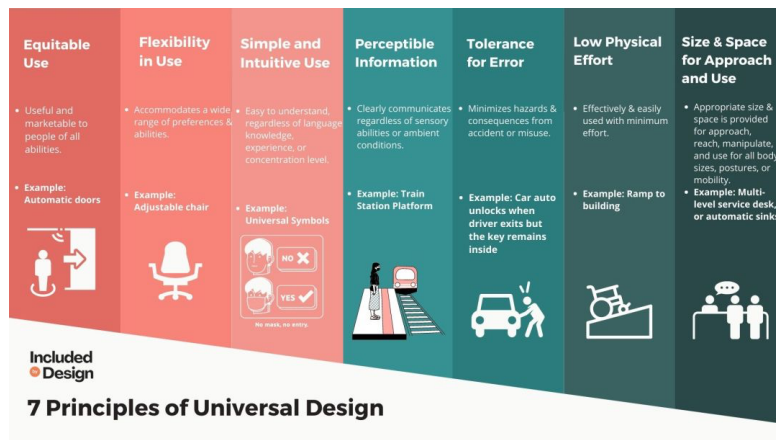 Equitable
Use
• Useful and
marketable to
people of all
abilities.
• Example:
Automatic doors
Flexibility
in Use
• Accommodates a wide
range of preferences &
abilities.
• Example:
Adjustable chair
Simple and
Intuitive Use
• Easy to understand,
regardless of language
knowledge,
experience, or
concentration level.
• Example:
Universal Symbols
NO X
YES ✓
No mask, no entry
Perceptible
Information
• Clearly communicates
regardless of sensory
abilities or ambient
conditions.
• Example: Train
Station Platform
Tolerance
for Error
• Minimizes hazards &
consequences from
accident or misuse.
• Example: Car auto
unlocks when
driver exits but
the key remains
inside
Low Physical
Effort
• Effectively & easily
used with minimum
effort.
• Example: Ramp to
building
Size & Space
for Approach
and Use
• Appropriate size &
space is provided
for approach,
reach, manipulate,
and use for all body
sizes, postures, or
mobility.
• Example: Multi-
level service desk,
or automatic sinks
Included
by Design
7 Principles of Universal Design